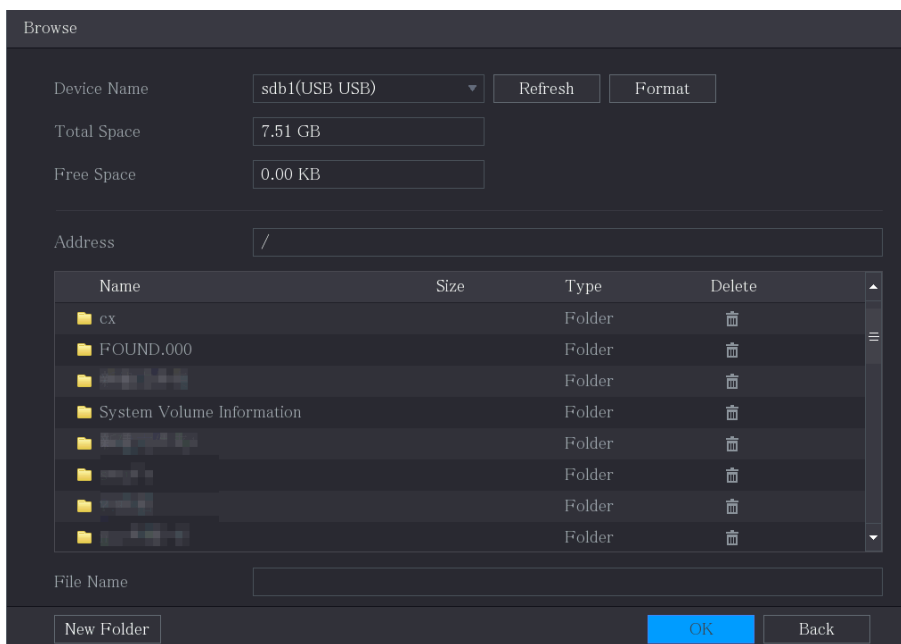 Browse
Device Name sdb1(USB USB) Refresh Format
Total Space 7.51 GB
Free Space 0.00 KB
Address /
Name Size Type Delete
cx Folder
FOUND.000 Folder
Folder
System Volume Information Folder
Folder
Folder
Folder
Folder
File Name
New Folder OK Back